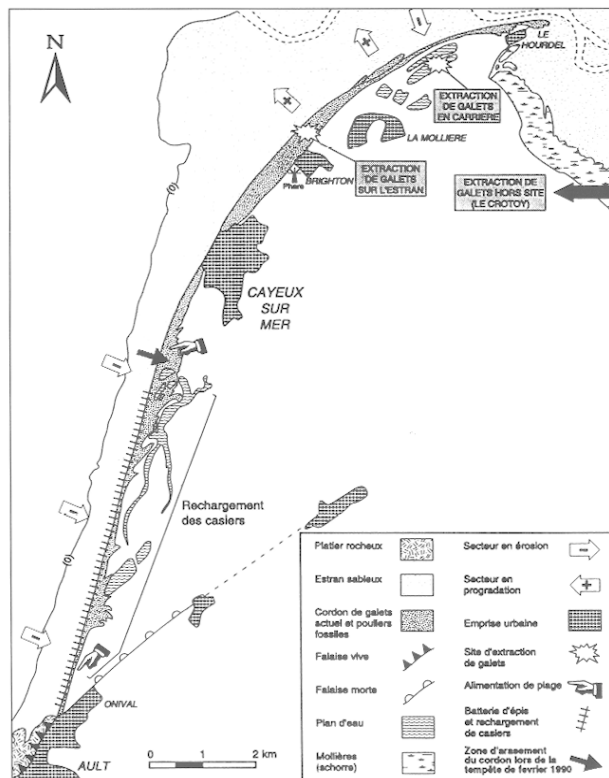 N
LE
HOURDEL
EXTRACTION
DE GALETS
EN CARRIERE
LA MOLLIERE
EXTRACTION
DE GALETS
SUR L'ESTRAN
BRIGHTON
Phare
EXTRACTION DE
GALETS HORS SITE
(LE CROTOY)
CAYEUX
SUR
MER
Rechargement
des casiers
ONIVAL
AULT
0 1 2 km
Platier rocheux
Estran sableux
Cordon de galets
actuel et pouliers
fossiles
Falaise vive
Falaise morte
Plan d'eau
Mollières
(schorre)
Secteur en érosion
Secteur en
progradation
Emprise urbaine
Site d'extraction
de galets
Alimentation de plage
Batterie d'épis
et rechargement
de casiers
Zone d'arasement
du cordon lors de la
tempête de fevrier 1990